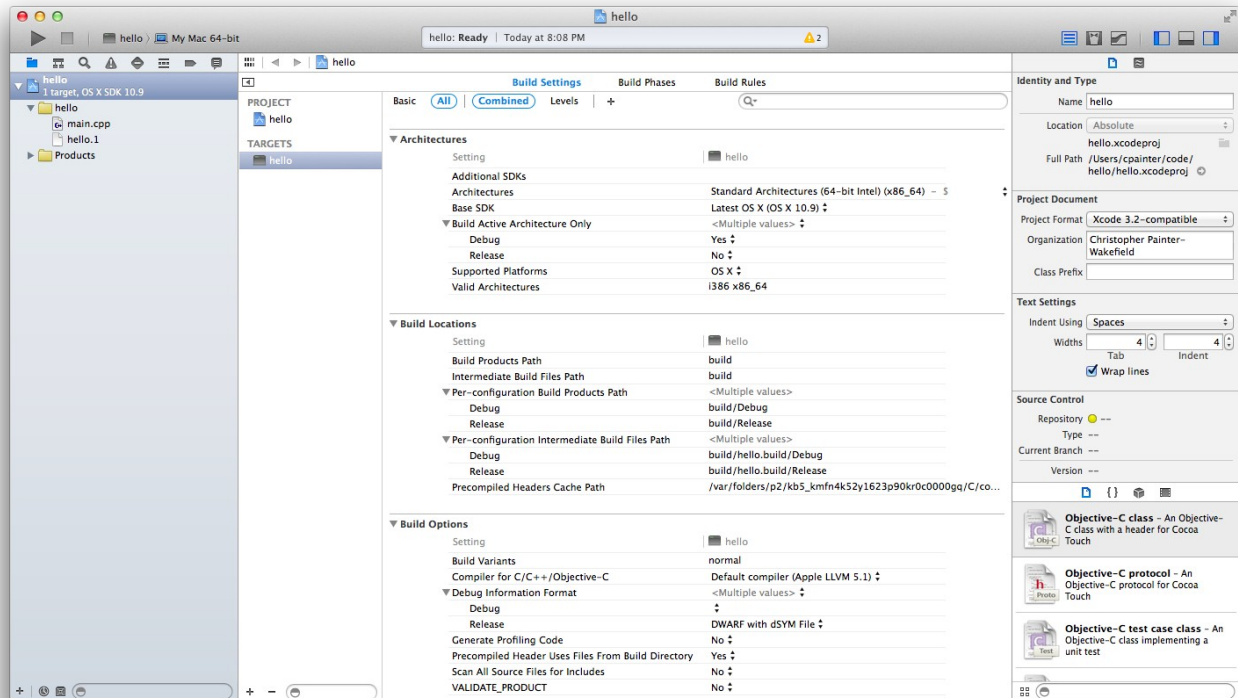 hello
hello
My Mac 64-bit
hello: Ready | Today at 8:08 PM
2
hello
hello
1 target, OS X SDK 10.9
hello
main.cpp
hello.1
Products
Build Settings Build Phases Build Rules
PROJECT
hello
TARGETS
hello
Basic All Combined Levels +
Architectures
Setting hello
Additional SDKs
Architectures Standard Architectures (64-bit Intel) (x86_64) – $
Base SDK Latest OS X (OS X 10.9)
Build Active Architecture Only <Multiple values>
Debug Yes
Release No
Supported Platforms OS X
Valid Architectures i386 x86_64
Build Locations
Setting hello
Build Products Path build
Intermediate Build Files Path build
Per-configuration Build Products Path <Multiple values>
Debug build/Debug
Release build/Release
Per-configuration Intermediate Build Files Path <Multiple values>
Debug build/hello.build/Debug
Release build/hello.build/Release
Precompiled Headers Cache Path /var/folders/p2/kb5_kmfn4k52y1623p90kr0c0000gq/C/co...
Build Options
Setting hello
Build Variants normal
Compiler for C/C++/Objective-C Default compiler (Apple LLVM 5.1)
Debug Information Format <Multiple values>
Debug
Release DWARF with dSYM File
Generate Profiling Code No
Precompiled Header Uses Files From Build Directory Yes
Scan All Source Files for Includes No
VALIDATE_PRODUCT No
Identity and Type
Name hello
Location Absolute
hello.xcodeproj
Full Path /Users/cpainter/code/
hello/hello.xcodeproj
Project Document
Project Format Xcode 3.2-compatible
Organization Christopher Painter-
Wakefield
Class Prefix
Text Settings
Indent Using Spaces
Widths 4 4
Tab Indent
Wrap lines
Source Control
Repository --
Type --
Current Branch --
Version --
{ }
Objective-C class – An Objective-
C class with a header for Cocoa
Touch
Obj-C
Objective-C protocol – An
Objective-C protocol for Cocoa
Touch
h
Proto
Objective-C test case class – An
Objective-C class implementing a
unit test
Test